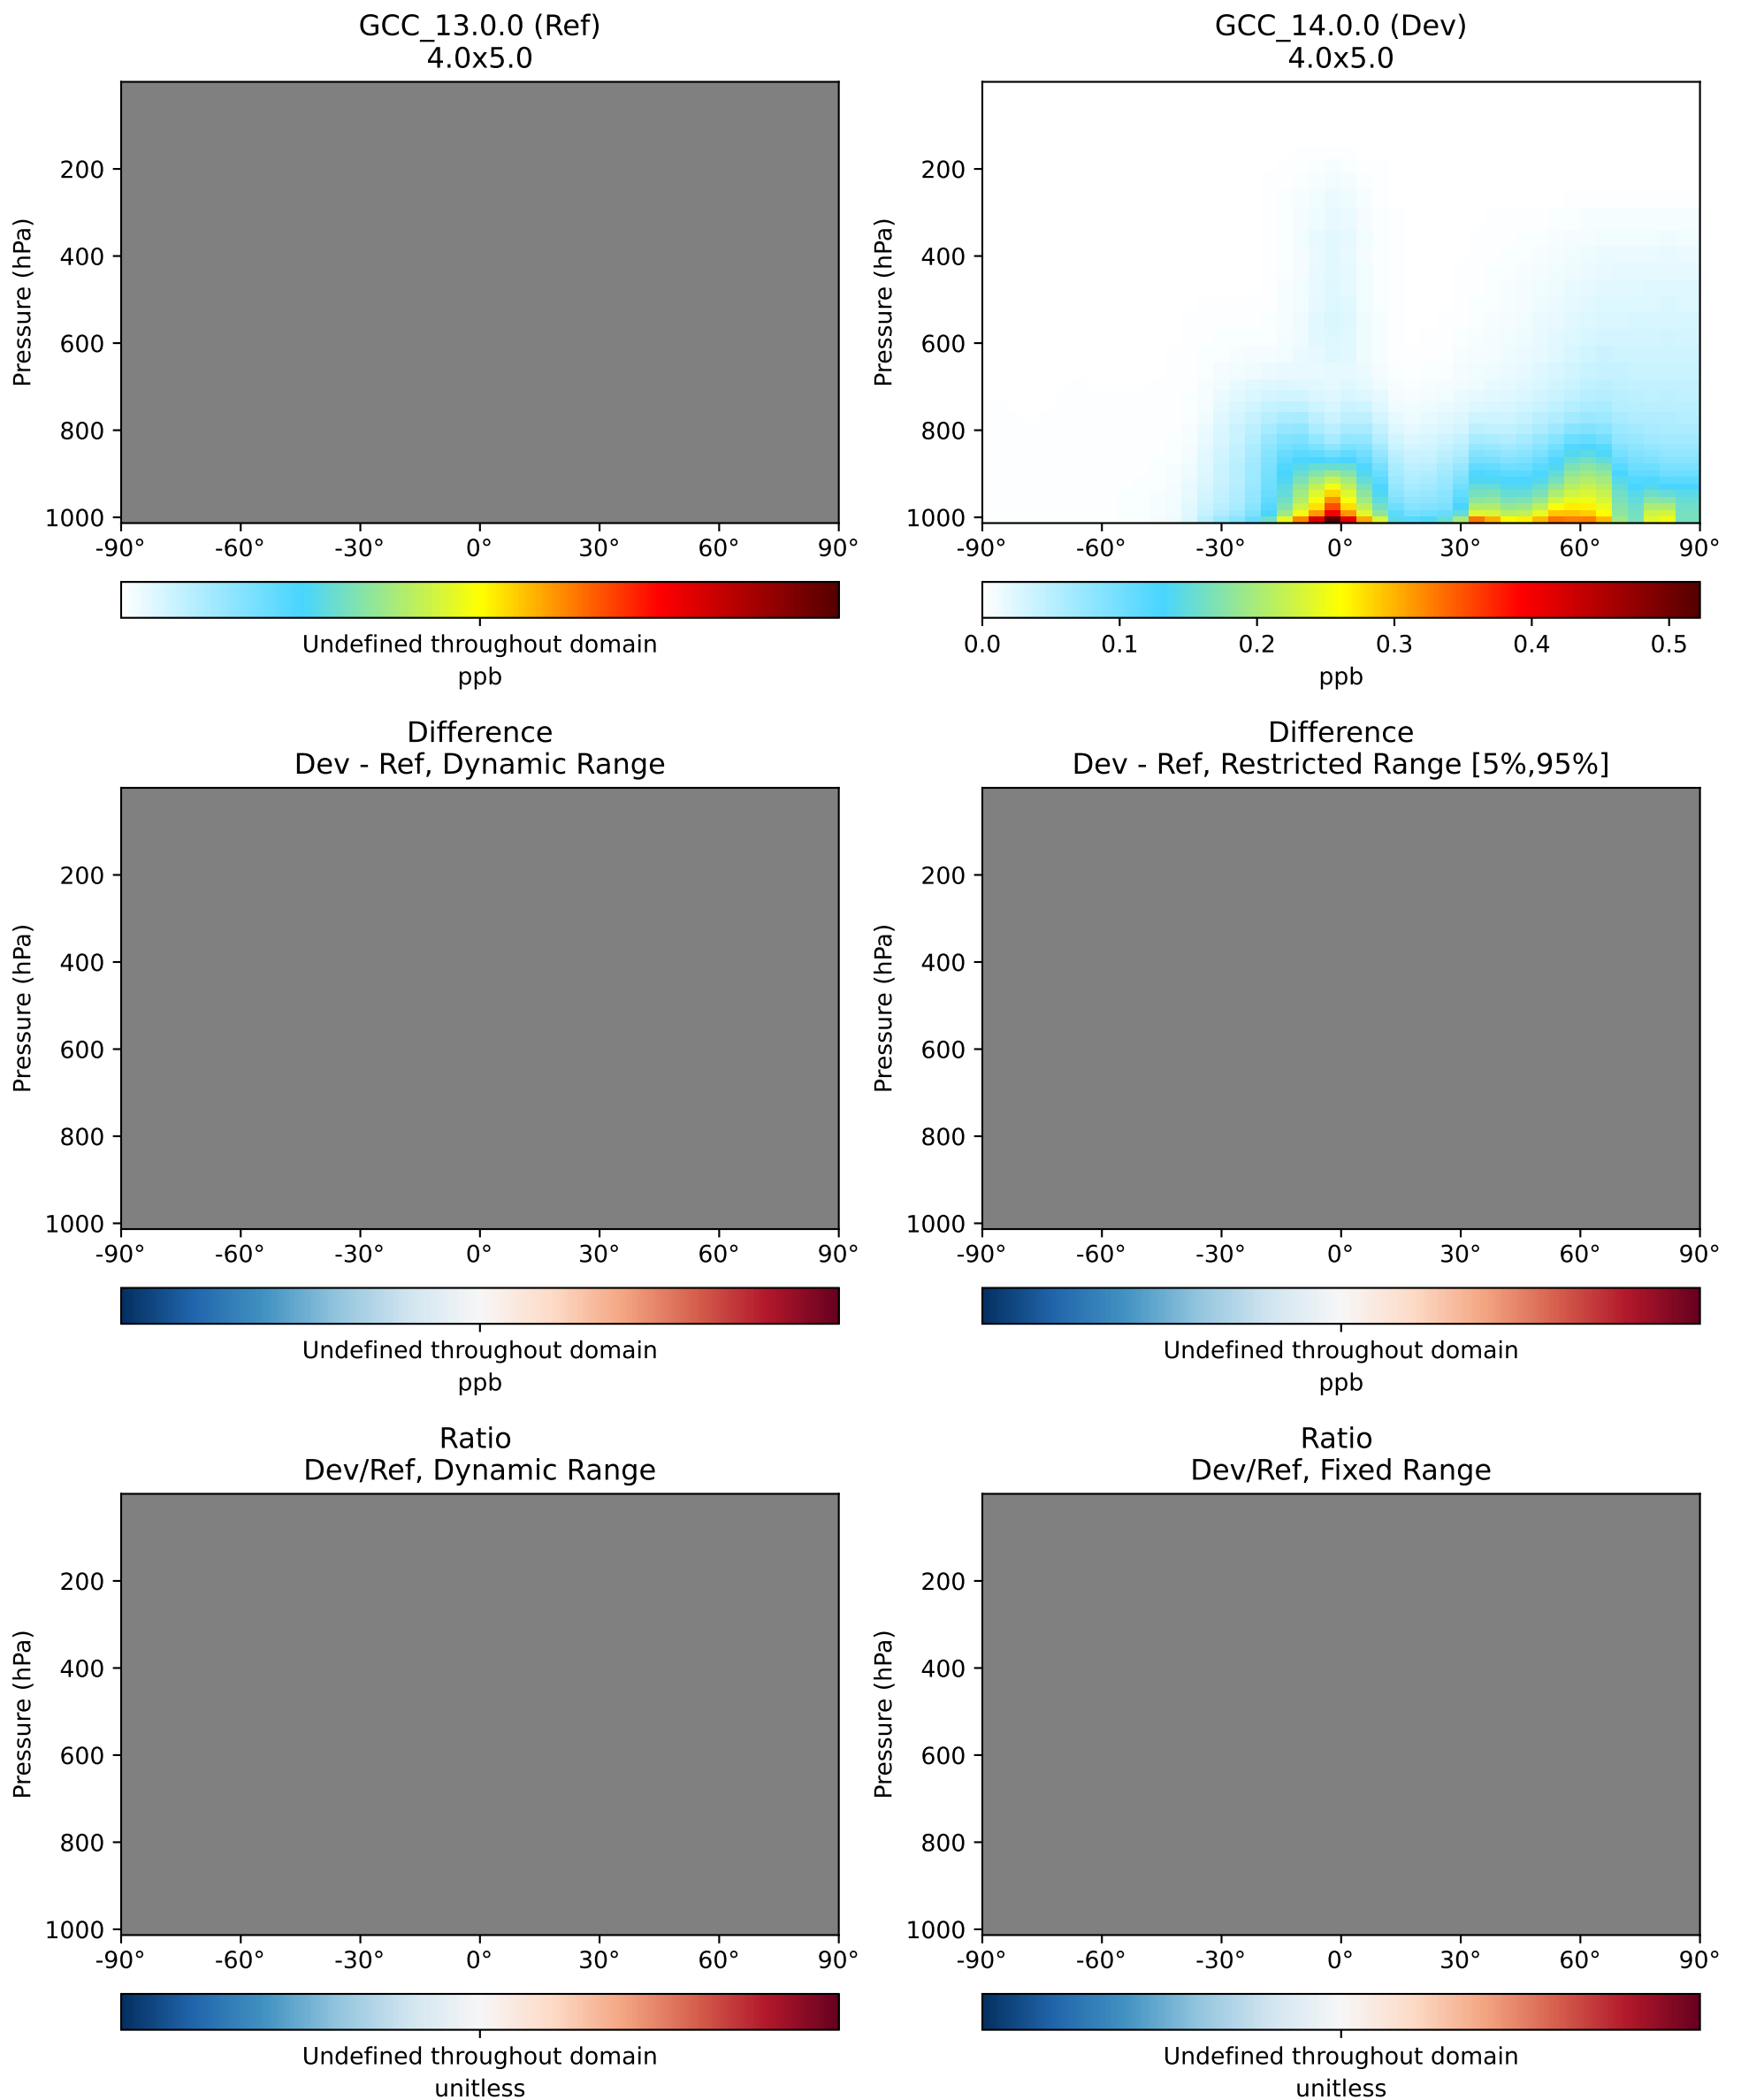 GCC_13.0.0 (Ref)
4.0x5.0
Pressure (hPa)
200
400
600
800
1000
-90° -60° -30° 0° 30° 60° 90°
Undefined throughout domain
ppb
GCC_14.0.0 (Dev)
4.0x5.0
Pressure (hPa)
200
400
600
800
1000
-90° -60° -30° 0° 30° 60° 90°
0.0 0.1 0.2 0.3 0.4 0.5
ppb
Difference
Dev - Ref, Dynamic Range
Pressure (hPa)
200
400
600
800
1000
-90° -60° -30° 0° 30° 60° 90°
Undefined throughout domain
ppb
Difference
Dev - Ref, Restricted Range [5%,95%]
Pressure (hPa)
200
400
600
800
1000
-90° -60° -30° 0° 30° 60° 90°
Undefined throughout domain
ppb
Ratio
Dev/Ref, Dynamic Range
Pressure (hPa)
200
400
600
800
1000
-90° -60° -30° 0° 30° 60° 90°
Undefined throughout domain
unitless
Ratio
Dev/Ref, Fixed Range
Pressure (hPa)
200
400
600
800
1000
-90° -60° -30° 0° 30° 60° 90°
Undefined throughout domain
unitless